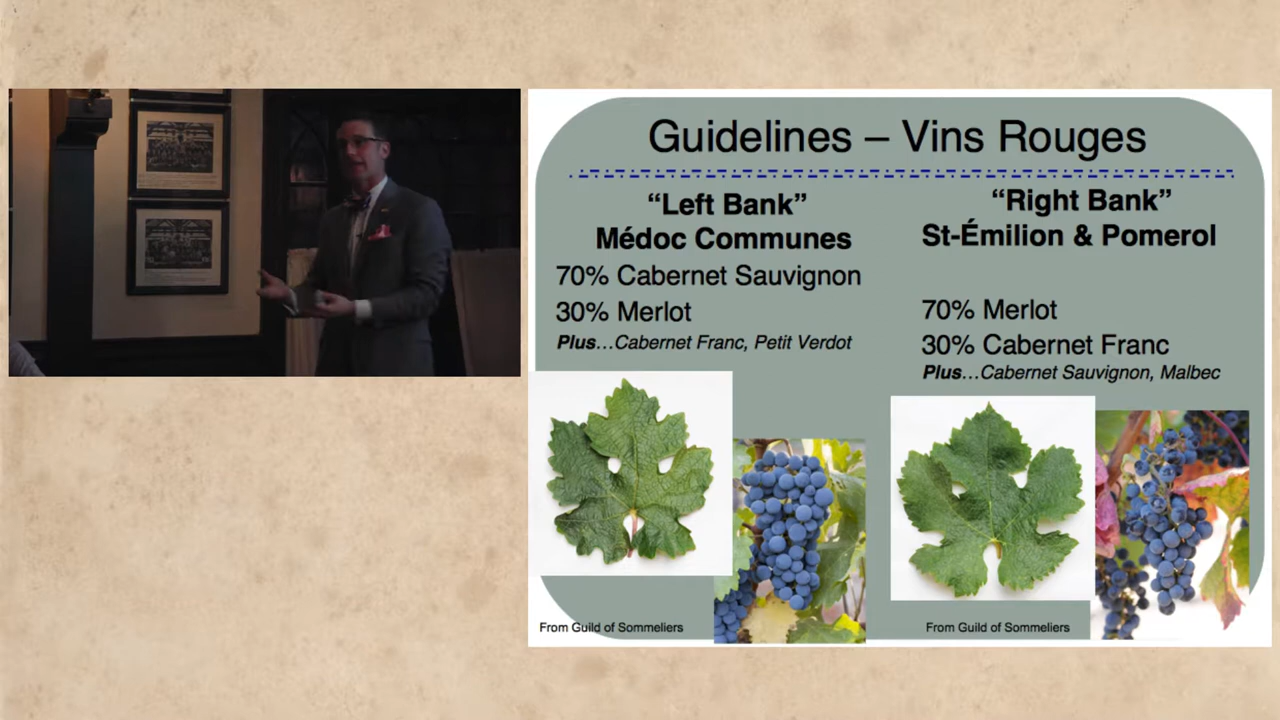 Guidelines – Vins Rouges
“Left Bank”
Médoc Communes
70% Cabernet Sauvignon
30% Merlot
Plus…Cabernet Franc, Petit Verdot
From Guild of Sommeliers
“Right Bank”
St-Émilion & Pomerol
70% Merlot
30% Cabernet Franc
Plus…Cabernet Sauvignon, Malbec
From Guild of Sommeliers